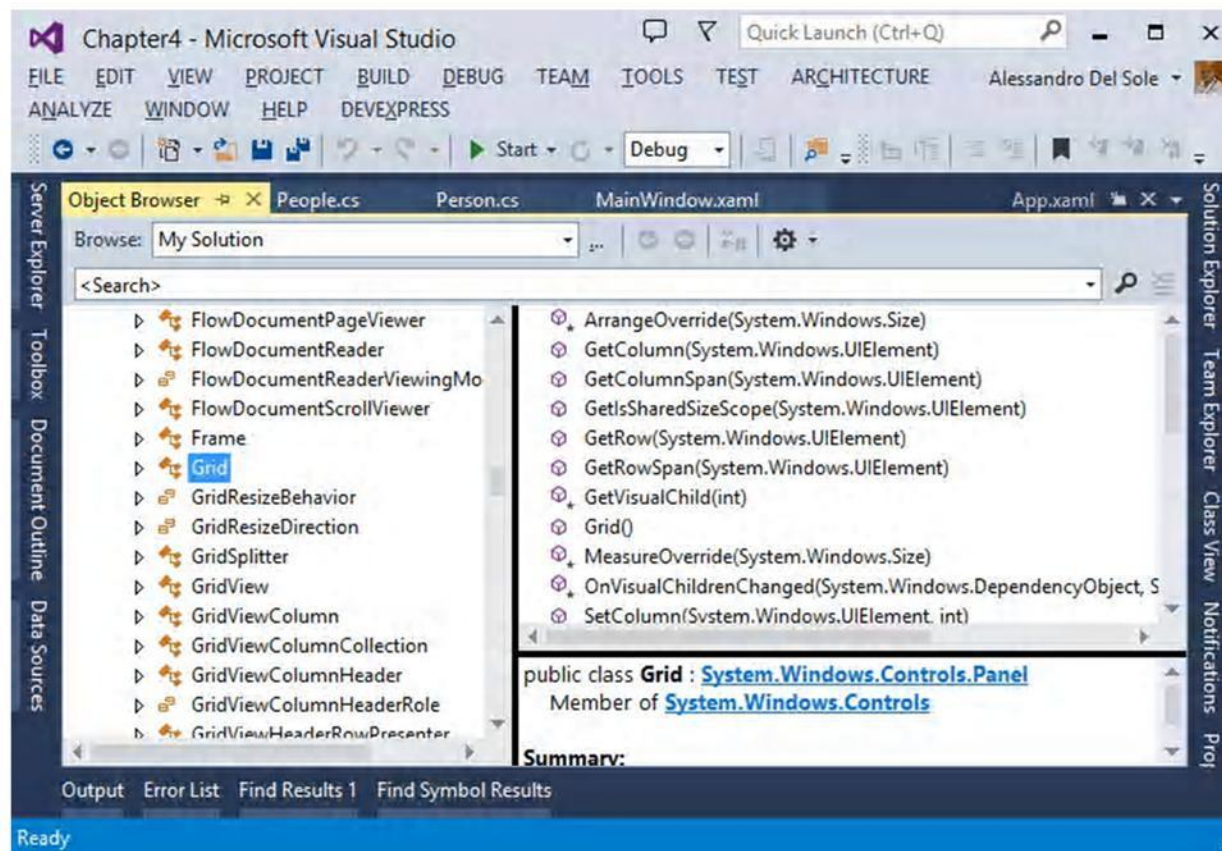 Chapter4 - Microsoft Visual Studio
Quick Launch (Ctrl+Q)
FILE EDIT VIEW PROJECT BUILD DEBUG TEAM TOOLS TEST ARCHITECTURE
Alessandro Del Sole
ANALYZE WINDOW HELP DEVEXPRESS
Start
Debug
Object Browser
People.cs
Person.cs
MainWindow.xaml
App.xaml
Browse: My Solution
...
<Search>
Server Explorer
Toolbox
Document Outline
Data Sources
FlowDocumentPageViewer
FlowDocumentReader
FlowDocumentReaderViewingMo
FlowDocumentScrollViewer
Frame
Grid
GridResizeBehavior
GridResizeDirection
GridSplitter
GridView
GridViewColumn
GridViewColumnCollection
GridViewColumnHeader
GridViewColumnHeaderRole
GridViewHeaderRowPresenter
ArrangeOverride(System.Windows.Size)
GetColumn(System.Windows.UIElement)
GetColumnSpan(System.Windows.UIElement)
GetIsSharedSizeScope(System.Windows.UIElement)
GetRow(System.Windows.UIElement)
GetRowSpan(System.Windows.UIElement)
GetVisualChild(int)
Grid()
MeasureOverride(System.Windows.Size)
OnVisualChildrenChanged(System.Windows.DependencyObject, S
SetColumn(System.Windows.UIElement, int)
public class Grid : System.Windows.Controls.Panel
Member of System.Windows.Controls
Summary:
Solution Explorer
Team Explorer
Class View
Notifications
Prop
Output Error List Find Results 1 Find Symbol Results
Ready